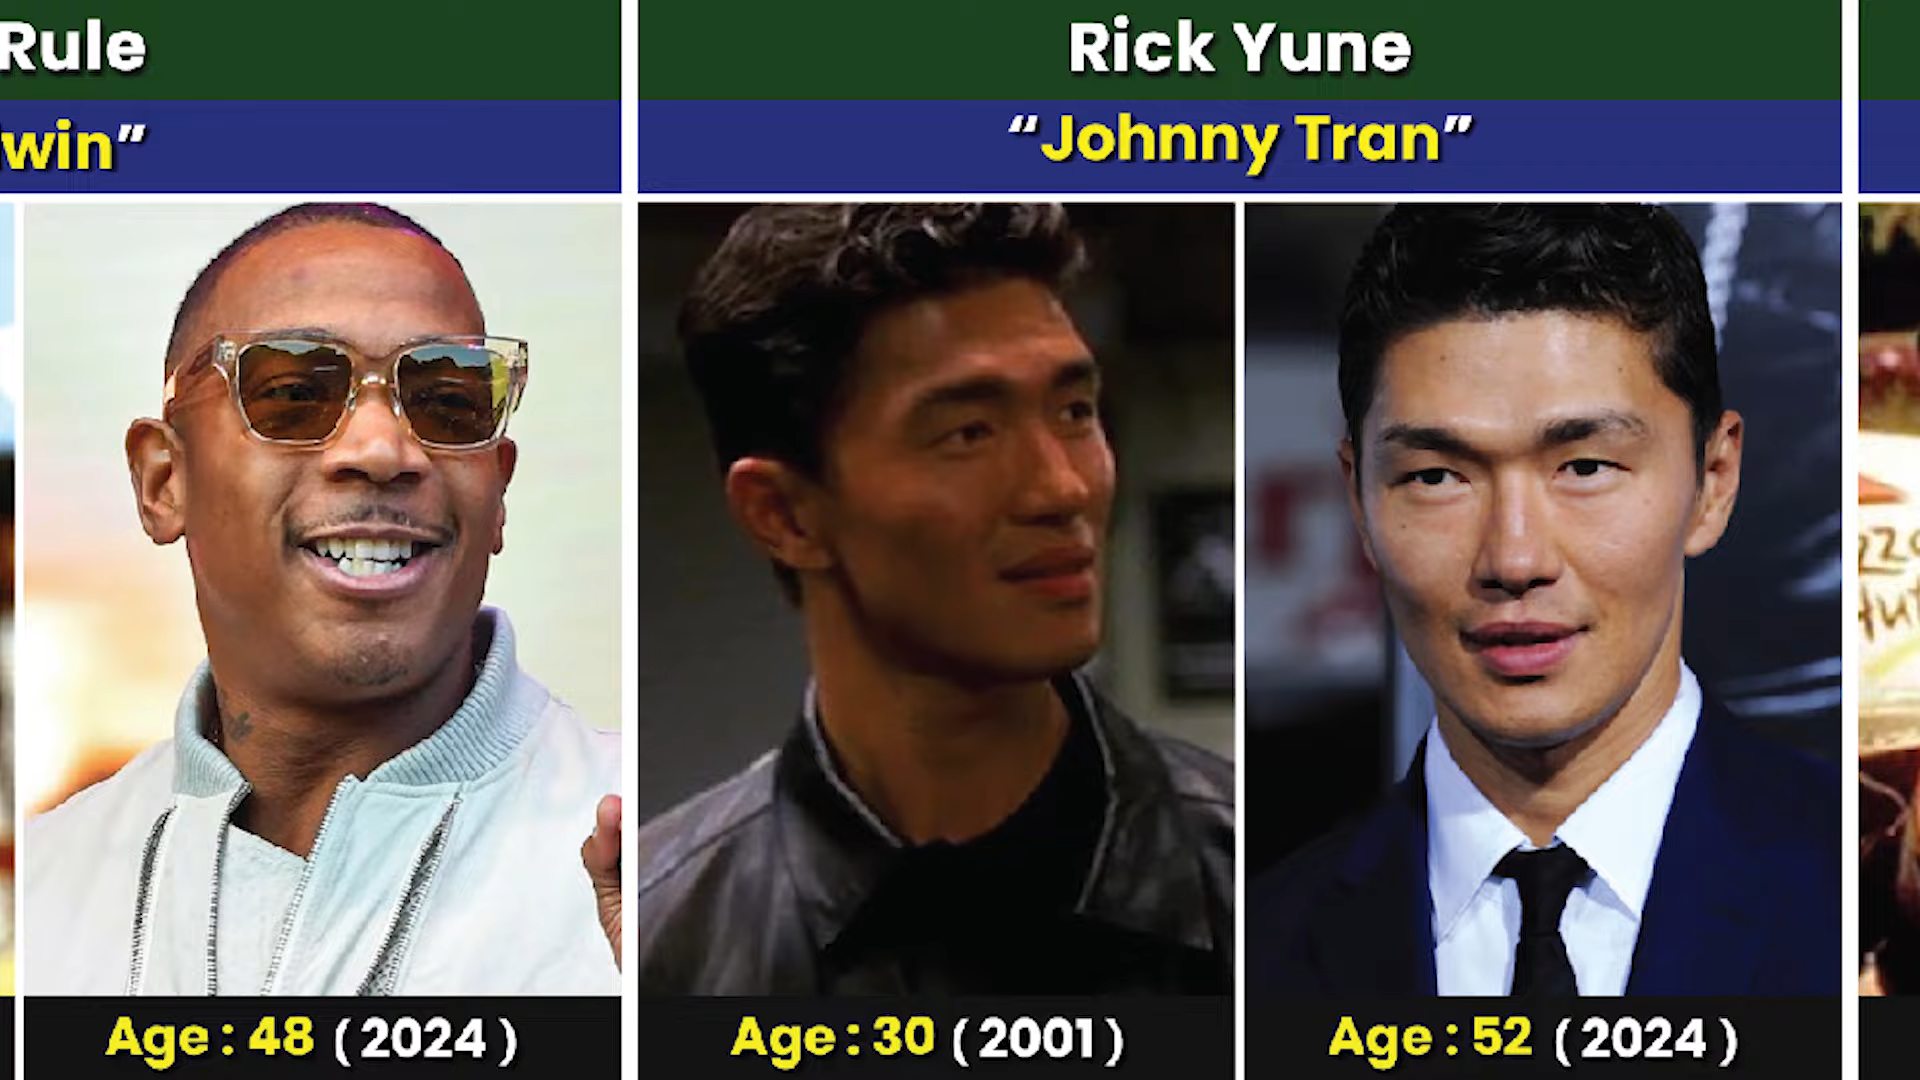 Rule
win”
Rick Yune
“Johnny Tran”
Age : 48 ( 2024 )
Age : 30 ( 2001 )
Age : 52 ( 2024 )